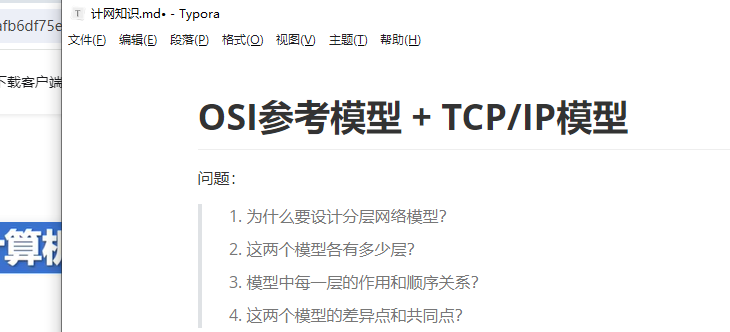 计网知识.md• - Typora
afb6df75e
文件(F) 编辑(E) 段落(P) 格式(O) 视图(V) 主题(T) 帮助(H)
下载客户端
OSI参考模型 + TCP/IP模型
问题：
1. 为什么要设计分层网络模型？
2. 这两个模型各有多少层？
3. 模型中每一层的作用和顺序关系？
4. 这两个模型的差异点和共同点？
算机